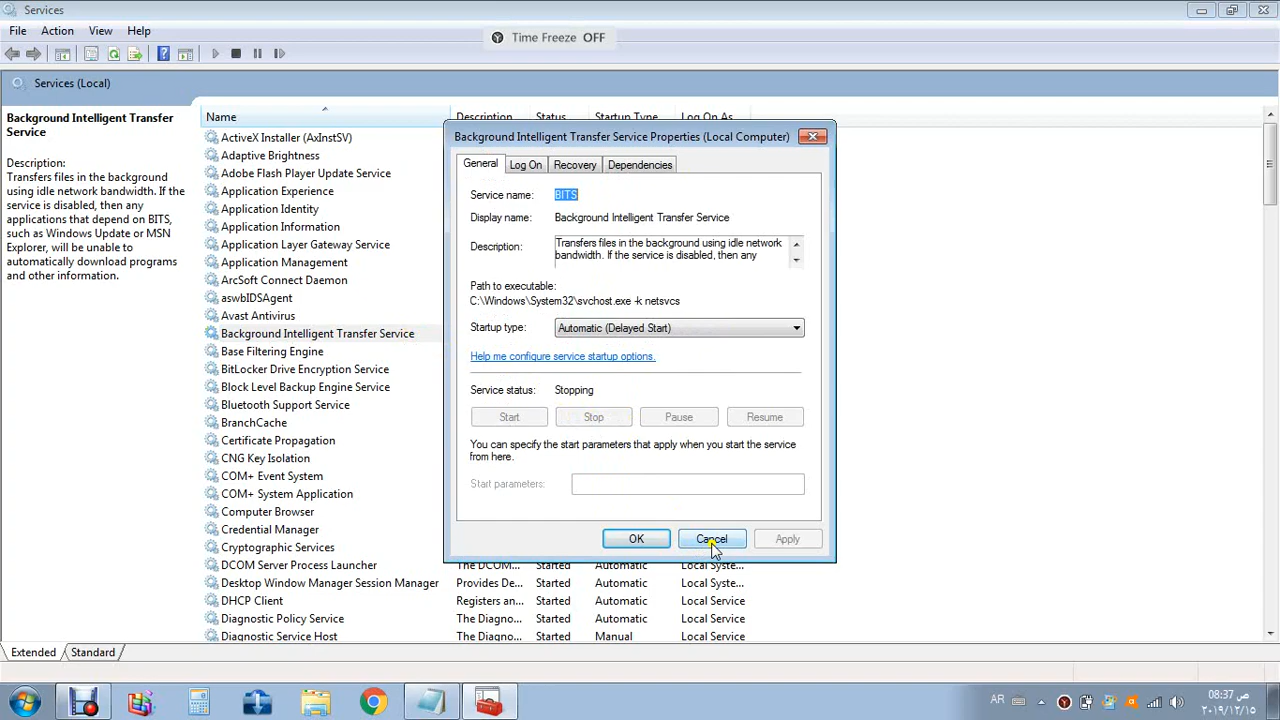 Services
File Action View Help
Time Freeze OFF
Services (Local)
Background Intelligent Transfer Service
Description:
Transfers files in the background
using idle network bandwidth. If the
service is disabled, then any
applications that depend on BITS,
such as Windows Update or MSN
Explorer, will be unable to
automatically download programs
and other information.
Name Description Status Startup Type Log On As
ActiveX Installer (AxInstSV)
Adaptive Brightness
Adobe Flash Player Update Service
Application Experience
Application Identity
Application Information
Application Layer Gateway Service
Application Management
ArcSoft Connect Daemon
aswbIDSAgent
Avast Antivirus
Background Intelligent Transfer Service
Base Filtering Engine
BitLocker Drive Encryption Service
Block Level Backup Engine Service
Bluetooth Support Service
BranchCache
Certificate Propagation
CNG Key Isolation
COM+ Event System
COM+ System Application
Computer Browser
Credential Manager
Cryptographic Services
DCOM Server Process Launcher The DCOM... Started Automatic Local Syste...
Desktop Window Manager Session Manager Provides De... Started Automatic Local Syste...
DHCP Client Registers an... Started Automatic Local Service
Diagnostic Policy Service The Diagno... Started Automatic Local Service
Diagnostic Service Host The Diagno... Started Manual Local Service
Background Intelligent Transfer Service Properties (Local Computer)
General Log On Recovery Dependencies
Service name: BITS
Display name: Background Intelligent Transfer Service
Description: Transfers files in the background using idle network
bandwidth. If the service is disabled, then any
Path to executable:
C:\Windows\System32\svchost.exe -k netsvcs
Startup type: Automatic (Delayed Start)
Help me configure service startup options.
Service status: Stopping
Start Stop Pause Resume
You can specify the start parameters that apply when you start the service
from here.
Start parameters:
OK Cancel Apply
Extended Standard
AR
08:37 ص
٢٠١٩/١٢/١٥